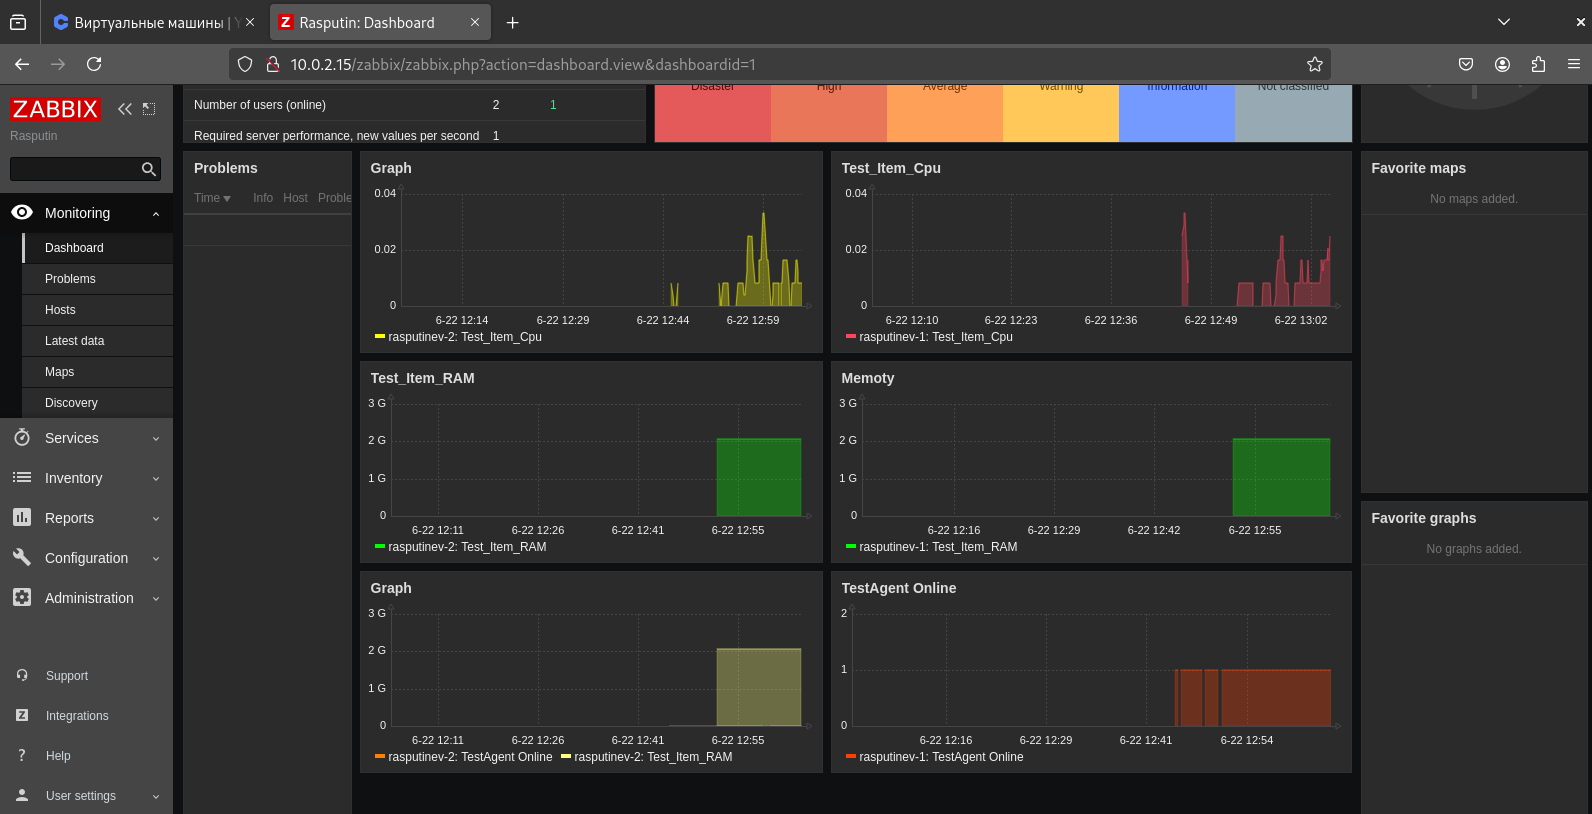 Виртуальные машины | Y
Rasputin: Dashboard
10.0.2.15/zabbix/zabbix.php?action=dashboard.view&dashboardid=1
ZABBIX
Rasputin
Monitoring
Dashboard
Problems
Hosts
Latest data
Maps
Discovery
Services
Inventory
Reports
Configuration
Administration
Support
Integrations
Help
User settings
Number of users (online) 2 1
Required server performance, new values per second 1
Disaster High Average Warning Information Not classified
Problems
Time Info Host Proble
Graph
0.04
0.02
0
6-22 12:14 6-22 12:29 6-22 12:44 6-22 12:59
rasputinev-2: Test_Item_Cpu
Test_Item_Cpu
0.04
0.02
0
6-22 12:10 6-22 12:23 6-22 12:36 6-22 12:49 6-22 13:02
rasputinev-1: Test_Item_Cpu
Test_Item_RAM
3 G
2 G
1 G
0
6-22 12:11 6-22 12:26 6-22 12:41 6-22 12:55
rasputinev-2: Test_Item_RAM
Memoty
3 G
2 G
1 G
0
6-22 12:16 6-22 12:29 6-22 12:42 6-22 12:55
rasputinev-1: Test_Item_RAM
Graph
3 G
2 G
1 G
0
6-22 12:11 6-22 12:26 6-22 12:41 6-22 12:55
rasputinev-2: TestAgent Online rasputinev-2: Test_Item_RAM
TestAgent Online
2
1
0
6-22 12:16 6-22 12:29 6-22 12:41 6-22 12:54
rasputinev-1: TestAgent Online
Favorite maps
No maps added.
Favorite graphs
No graphs added.